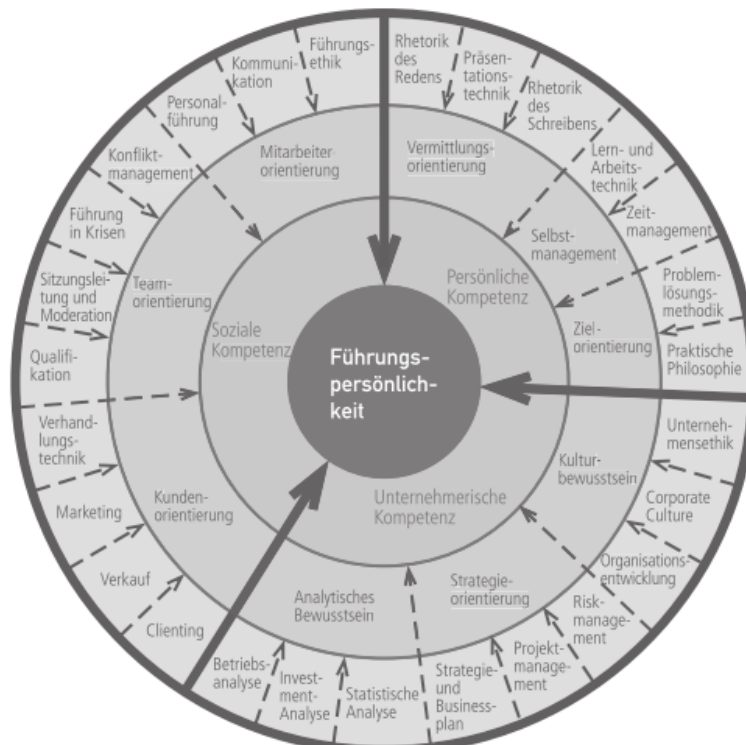 Führungs-
persönlich-
keit
Persönliche
Kompetenz
Unternehmerische
Kompetenz
Soziale
Kompetenz
Vermittlungs-
orientierung
Selbst-
management
Ziel-
orientierung
Kultur-
bewusstsein
Strategie-
orientierung
Analytisches
Bewusstsein
Kunden-
orientierung
Team-
orientierung
Mitarbeiter-
orientierung
Rhetorik
des
Redens
Präsen-
tations-
technik
Rhetorik
des
Schreibens
Lern- und
Arbeits-
technik
Zeit-
management
Problem-
lösungs-
methodik
Praktische
Philosophie
Unterneh-
mensethik
Corporate
Culture
Organisations-
entwicklung
Risk-
manage-
ment
Projekt-
manage-
ment
Strategie-
und
Business-
plan
Statistische
Analyse
Invest-
ment-
Analyse
Betriebs-
analyse
Clienting
Verkauf
Marketing
Verhand-
lungs-
technik
Qualifi-
kation
Sitzungslei-
tung und
Moderation
Führung
in Krisen
Konflikt-
management
Personal-
führung
Kommuni-
kation
Führungs-
ethik